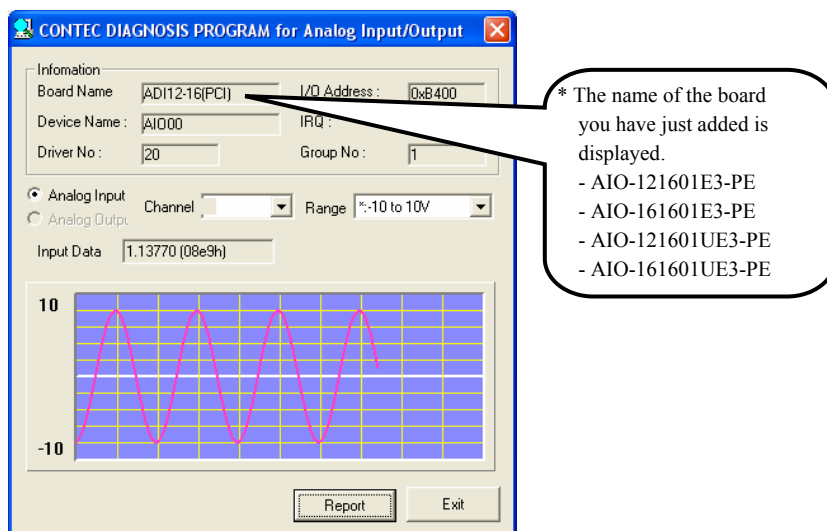 CONTEC DIAGNOSIS PROGRAM for Analog Input/Output
Infomation
Board Name ADI12-16(PCI) I/O Address : 0xB400
Device Name : AIO00 IRQ :
Driver No : 20 Group No : 1
Analog Input
Analog Outpu
Channel Range *:-10 to 10V
Input Data 1.13770 (08e9h)
10
-10
Report Exit
* The name of the board
you have just added is
displayed.
- AIO-121601E3-PE
- AIO-161601E3-PE
- AIO-121601UE3-PE
- AIO-161601UE3-PE